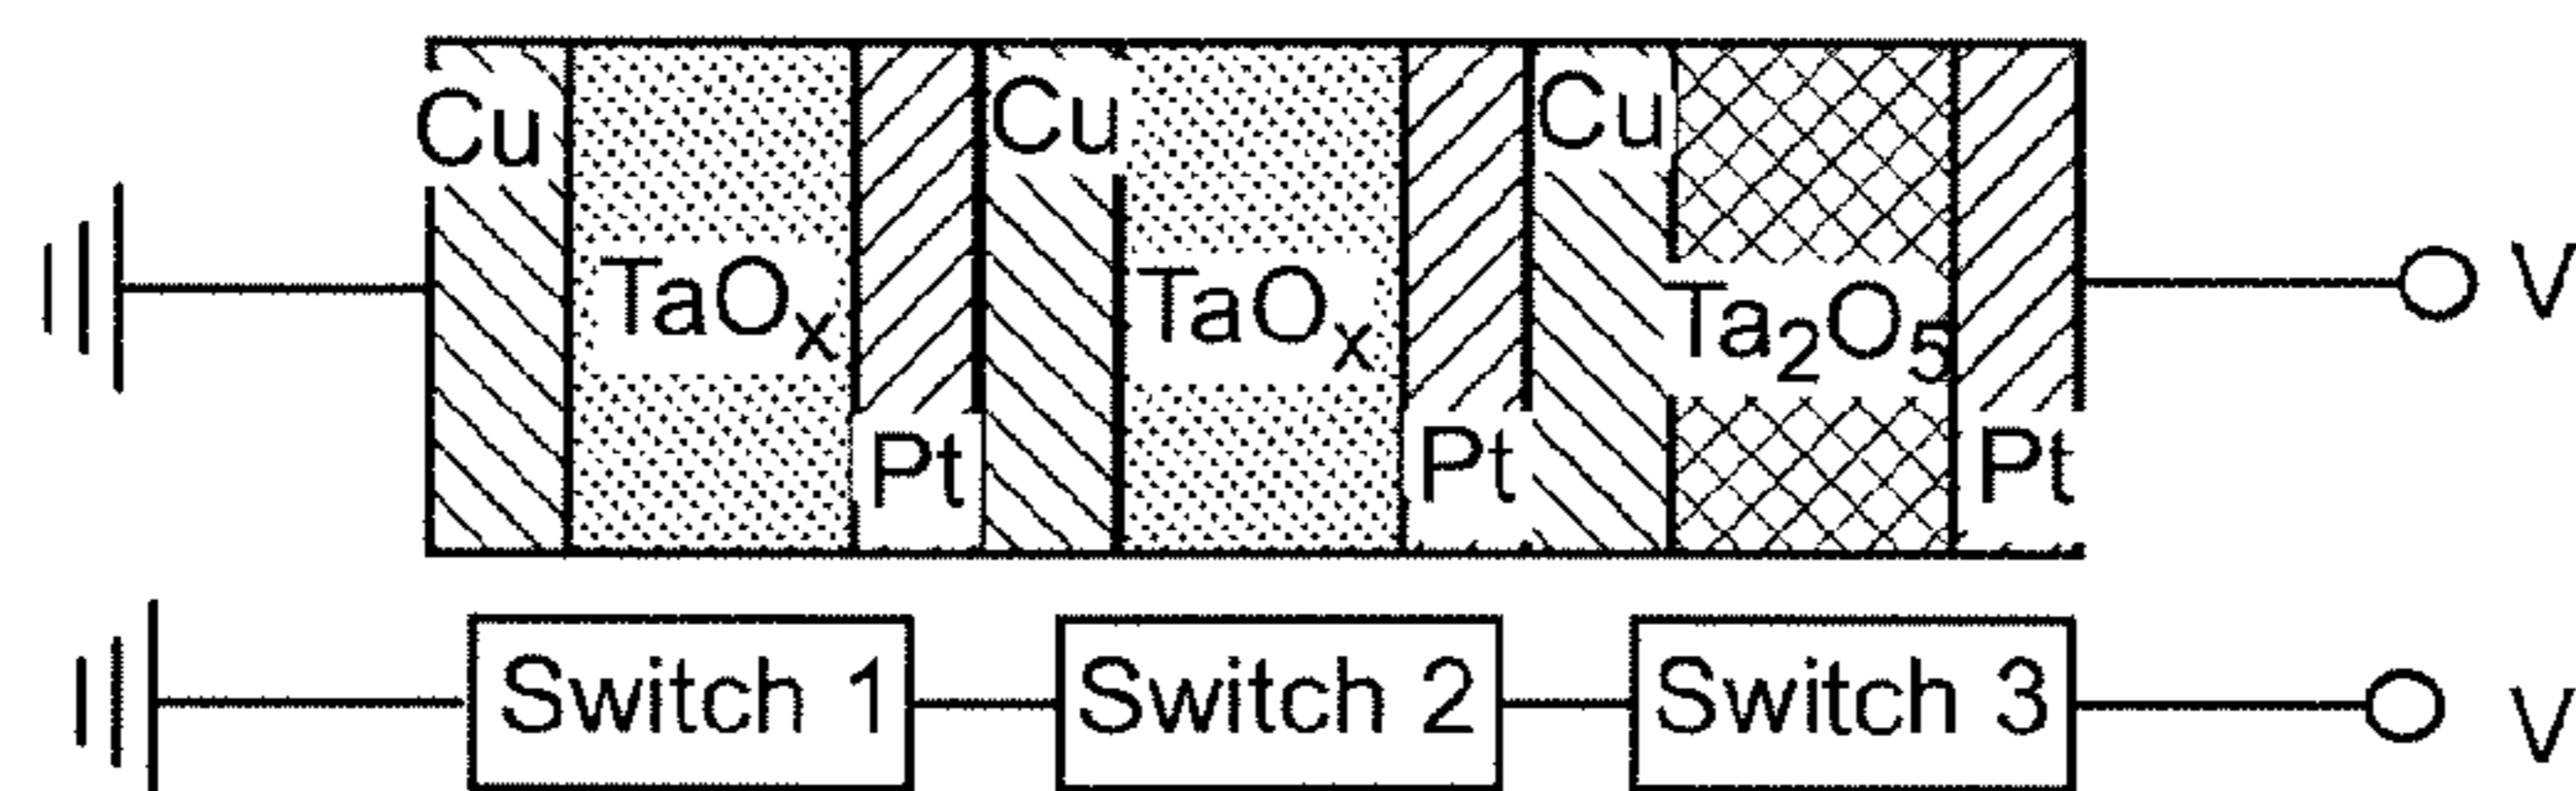 Cu TaOx Pt Cu TaOx Pt Cu Ta2O5 Pt V
Switch 1 Switch 2 Switch 3 V